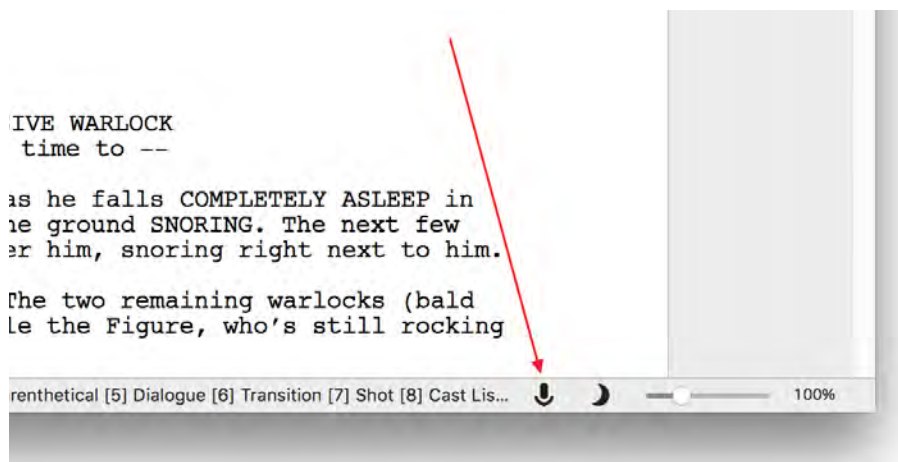 IVE WARLOCK
time to --
as he falls COMPLETELY ASLEEP in
he ground SNORING. The next few
er him, snoring right next to him.
The two remaining warlocks (bald
le the Figure, who's still rocking
renthetical [5] Dialogue [6] Transition [7] Shot [8] Cast Lis... 100%